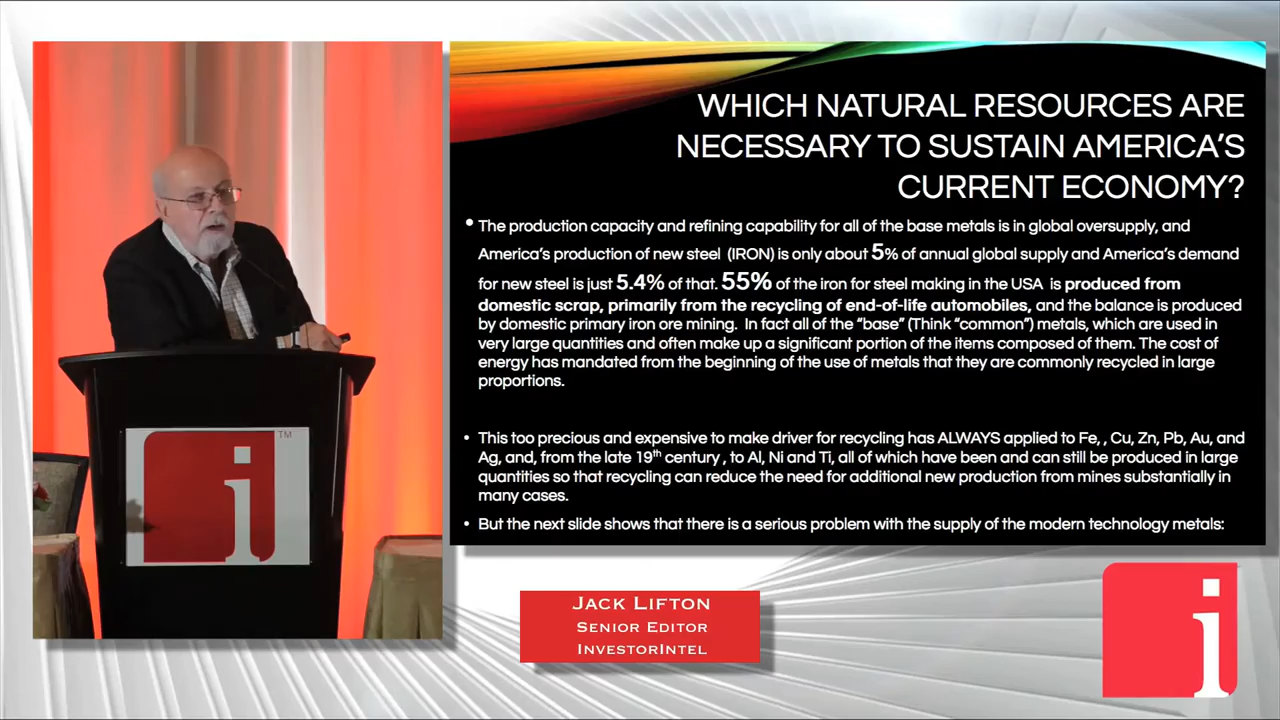 WHICH NATURAL RESOURCES ARE
NECESSARY TO SUSTAIN AMERICA'S
CURRENT ECONOMY?
• The production capacity and refining capability for all of the base metals is in global oversupply, and
America's production of new steel (IRON) is only about 5% of annual global supply and America's demand
for new steel is just 5.4% of that. 55% of the iron for steel making in the USA is produced from
domestic scrap, primarily from the recycling of end-of-life automobiles, and the balance is produced
by domestic primary iron ore mining. In fact all of the "base" (Think "common") metals, which are used in
very large quantities and often make up a significant portion of the items composed of them. The cost of
energy has mandated from the beginning of the use of metals that they are commonly recycled in large
proportions.
• This too precious and expensive to make driver for recycling has ALWAYS applied to Fe, , Cu, Zn, Pb, Au, and
Ag, and, from the late 19th century , to Al, Ni and Ti, all of which have been and can still be produced in large
quantities so that recycling can reduce the need for additional new production from mines substantially in
many cases.
• But the next slide shows that there is a serious problem with the supply of the modern technology metals:
i
TM
Jack Lifton
Senior Editor
InvestorIntel
i